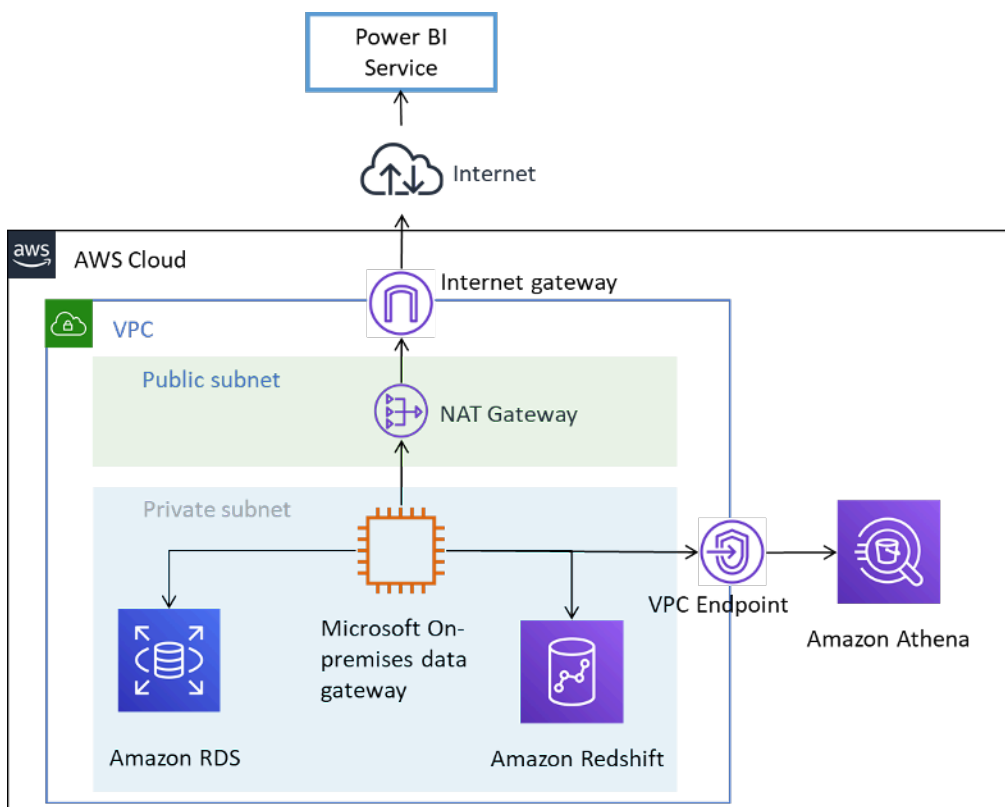 Power BI
Service
Internet
aws
AWS Cloud
Internet gateway
VPC
Public subnet
NAT Gateway
Private subnet
Microsoft On-
premises data
gateway
VPC Endpoint
Amazon Athena
Amazon RDS
Amazon Redshift